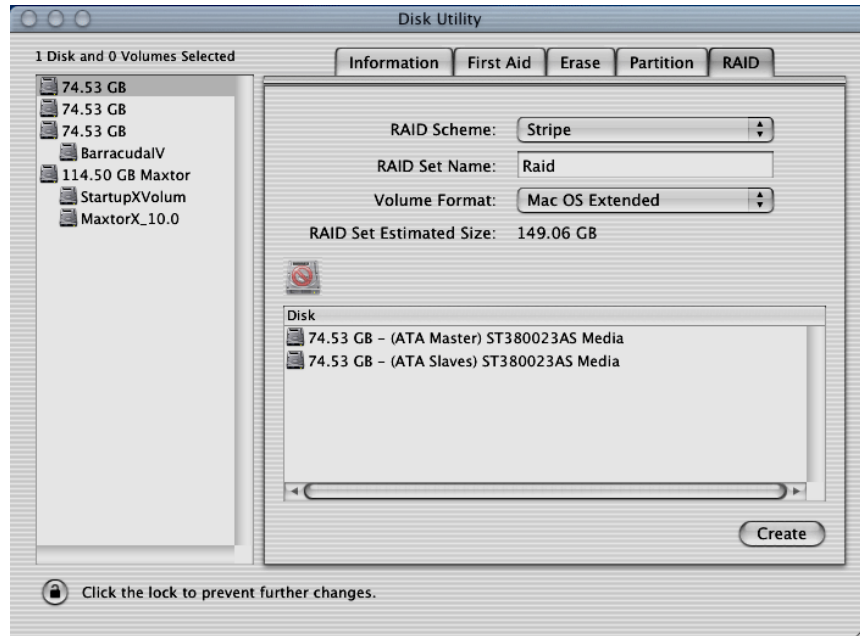 Disk Utility
1 Disk and 0 Volumes Selected
74.53 GB
74.53 GB
74.53 GB
BarracudaIV
114.50 GB Maxtor
StartupXVolum
MaxtorX_10.0
Information
First Aid
Erase
Partition
RAID
RAID Scheme: Stripe
RAID Set Name: Raid
Volume Format: Mac OS Extended
RAID Set Estimated Size: 149.06 GB
Disk
74.53 GB – (ATA Master) ST380023AS Media
74.53 GB – (ATA Slaves) ST380023AS Media
Create
Click the lock to prevent further changes.